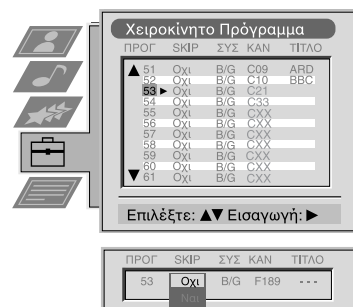 Χειροκίνητο Πρόγραμμα
ΠΡΟΓ SKIP ΣΥΣ ΚΑΝ ΤΙΤΛΟ
▲ 51 Οχι B/G C09 ARD
52 Οχι B/G C10 BBC
53 ► Οχι B/G C21
54 Οχι B/G C33
55 Οχι B/G CXX
56 Οχι B/G CXX
57 Οχι B/G CXX
58 Οχι B/G CXX
59 Οχι B/G CXX
60 Οχι B/G CXX
▼ 61 Οχι B/G CXX
Επιλέξτε: ▲▼ Εισαγωγή: ►
ΠΡΟΓ SKIP ΣΥΣ ΚΑΝ ΤΙΤΛΟ
53 Οχι B/G F189 - - -
Ναι